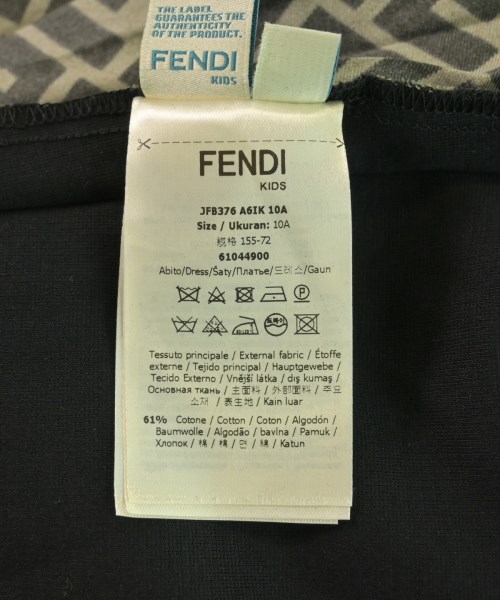 THE LABEL
GUARANTEES THE
AUTHENTICITY
OF THE PRODUCT.
FENDI
KIDS
FENDI
KIDS
JFB376 A6IK 10A
Size / Ukuran: 10A
规格 155-72
61044900
Abito/Dress/Šaty/Платье/드레스/Gaun
Tessuto principale / External fabric / Étoffe
externe / Tejido principal / Hauptgewebe /
Tecido Externo / Vnější látka / dış kumaş /
Основная ткань / 主面料 / 外部面料 / 주요
소재 / 表生地 / Kain luar
61% Cotone / Cotton / Coton / Algodón /
Baumwolle / Algodão / bavlna / Pamuk /
Хлопок / 棉 / 棉 / 면 / 綿 / Katun